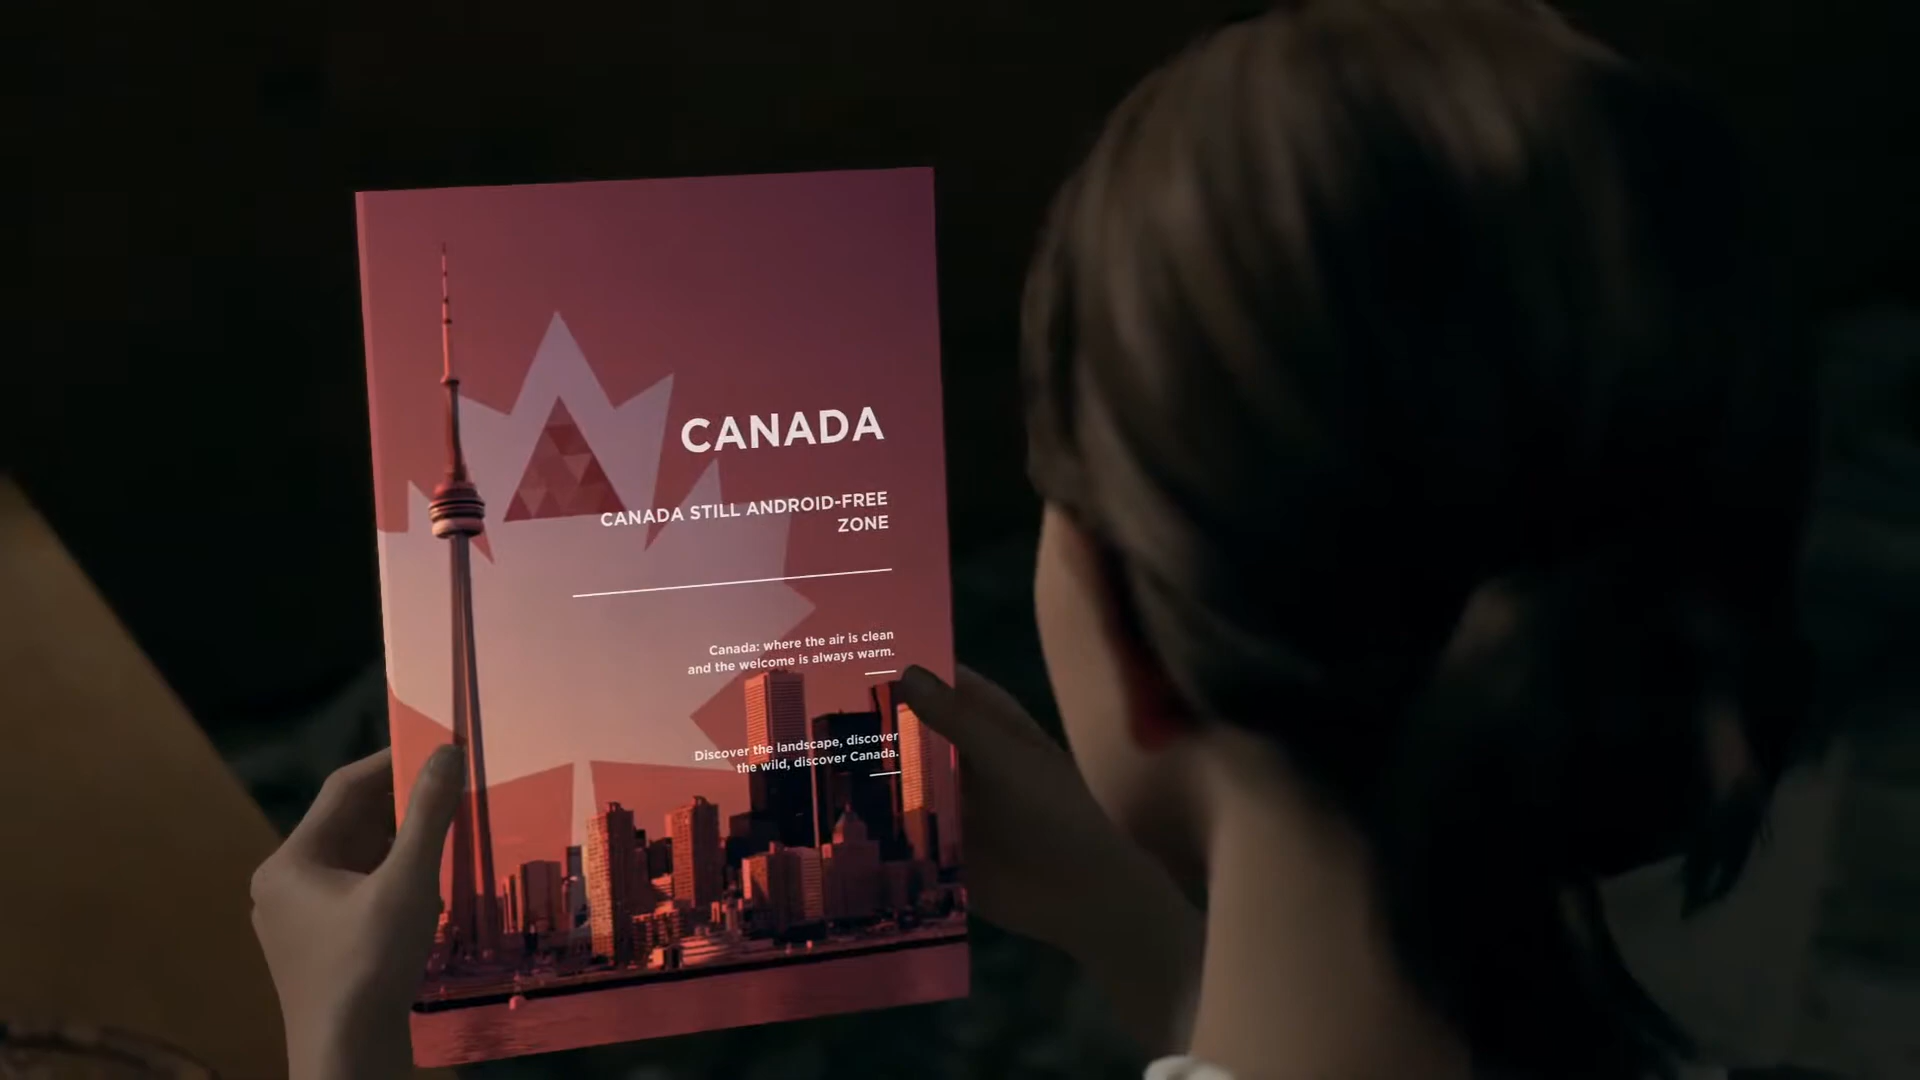 CANADA
CANADA STILL ANDROID-FREE
ZONE
Canada: where the air is clean
and the welcome is always warm.
Discover the landscape, discover
the wild, discover Canada.